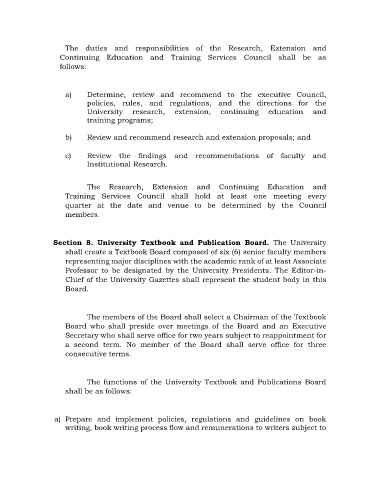 The duties and responsibilities of the Research, Extension and
Continuing Education and Training Services Council shall be as
follows:
a) Determine, review and recommend to the executive Council,
policies, rules, and regulations, and the directions for the
University research, extension, continuing education and
training programs;
b) Review and recommend research and extension proposals; and
c) Review the findings and recommendations of faculty and
Institutional Research.
The Research, Extension and Continuing Education and
Training Services Council shall hold at least one meeting every
quarter at the date and venue to be determined by the Council
members.
Section 8. University Textbook and Publication Board. The University
shall create a Textbook Board composed of six (6) senior faculty members
representing major disciplines with the academic rank of at least Associate
Professor to be designated by the University Presidents. The Editor-in-
Chief of the University Gazettes shall represent the student body in this
Board.
The members of the Board shall select a Chairman of the Textbook
Board who shall preside over meetings of the Board and an Executive
Secretary who shall serve office for two years subject to reappointment for
a second term. No member of the Board shall serve office for three
consecutive terms.
The functions of the University Textbook and Publications Board
shall be as follows:
a) Prepare and implement policies, regulations and guidelines on book
writing, book writing process flow and remunerations to writers subject to